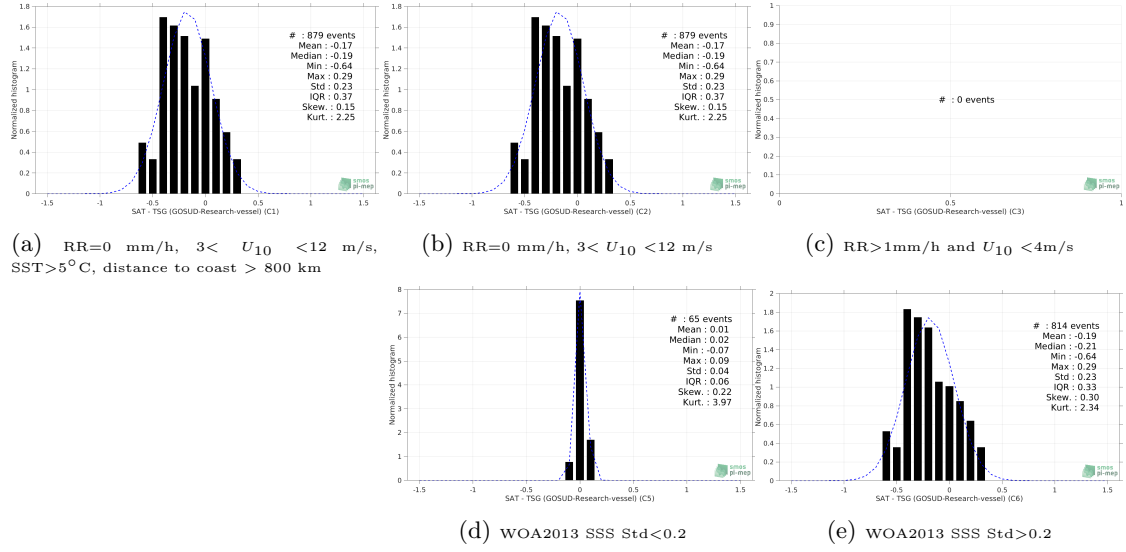 1.8
1.6
1.4
1.2
1
0.8
0.6
0.4
0.2
0
Normalized histogram
# : 879 events
Mean : -0.17
Median : -0.19
Min : -0.64
Max : 0.29
Std : 0.23
IQR : 0.37
Skew. : 0.15
Kurt. : 2.25
smos
pi-mep
-1.5 -1 -0.5 0 0.5 1 1.5
SAT - TSG (GOSUD-Research-vessel) (C1)
(a) RR=0 mm/h, 3< U10 <12 m/s,
SST>5°C, distance to coast > 800 km
1.8
1.6
1.4
1.2
1
0.8
0.6
0.4
0.2
0
Normalized histogram
# : 879 events
Mean : -0.17
Median : -0.19
Min : -0.64
Max : 0.29
Std : 0.23
IQR : 0.37
Skew. : 0.15
Kurt. : 2.25
smos
pi-mep
-1.5 -1 -0.5 0 0.5 1 1.5
SAT - TSG (GOSUD-Research-vessel) (C2)
(b) RR=0 mm/h, 3< U10 <12 m/s
1
0.9
0.8
0.7
0.6
0.5
0.4
0.3
0.2
0.1
0
Normalized histogram
# : 0 events
smos
pi-mep
0 0.5 1
SAT - TSG (GOSUD-Research-vessel) (C3)
(c) RR>1mm/h and U10 <4m/s
8
7
6
5
4
3
2
1
0
Normalized histogram
# : 65 events
Mean : 0.01
Median : 0.02
Min : -0.07
Max : 0.09
Std : 0.04
IQR : 0.06
Skew. : 0.22
Kurt. : 3.97
smos
pi-mep
-1.5 -1 -0.5 0 0.5 1 1.5
SAT - TSG (GOSUD-Research-vessel) (C5)
(d) WOA2013 SSS Std<0.2
2
1.8
1.6
1.4
1.2
1
0.8
0.6
0.4
0.2
0
Normalized histogram
# : 814 events
Mean : -0.19
Median : -0.21
Min : -0.64
Max : 0.29
Std : 0.23
IQR : 0.33
Skew. : 0.30
Kurt. : 2.34
smos
pi-mep
-1.5 -1 -0.5 0 0.5 1 1.5
SAT - TSG (GOSUD-Research-vessel) (C6)
(e) WOA2013 SSS Std>0.2